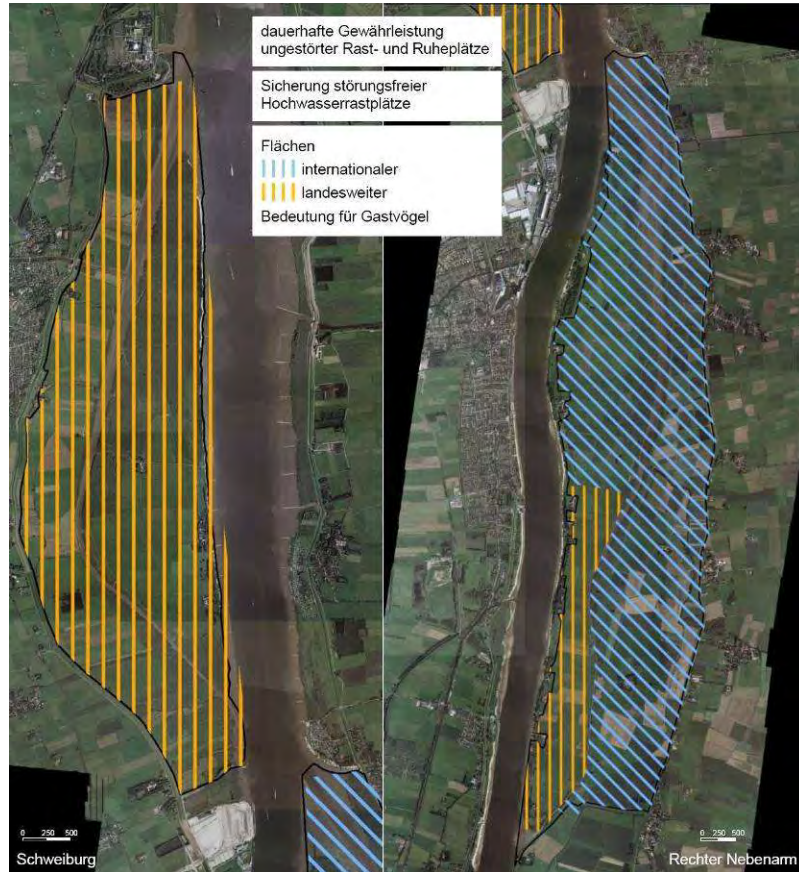 dauerhafte Gewährleistung
ungestörter Rast- und Ruheplätze
Sicherung störungsfreier
Hochwasserrastplätze
Flächen
internationaler
landesweiter
Bedeutung für Gastvögel
0 250 500
Schweiburg
0 250 500
Rechter Nebenarm